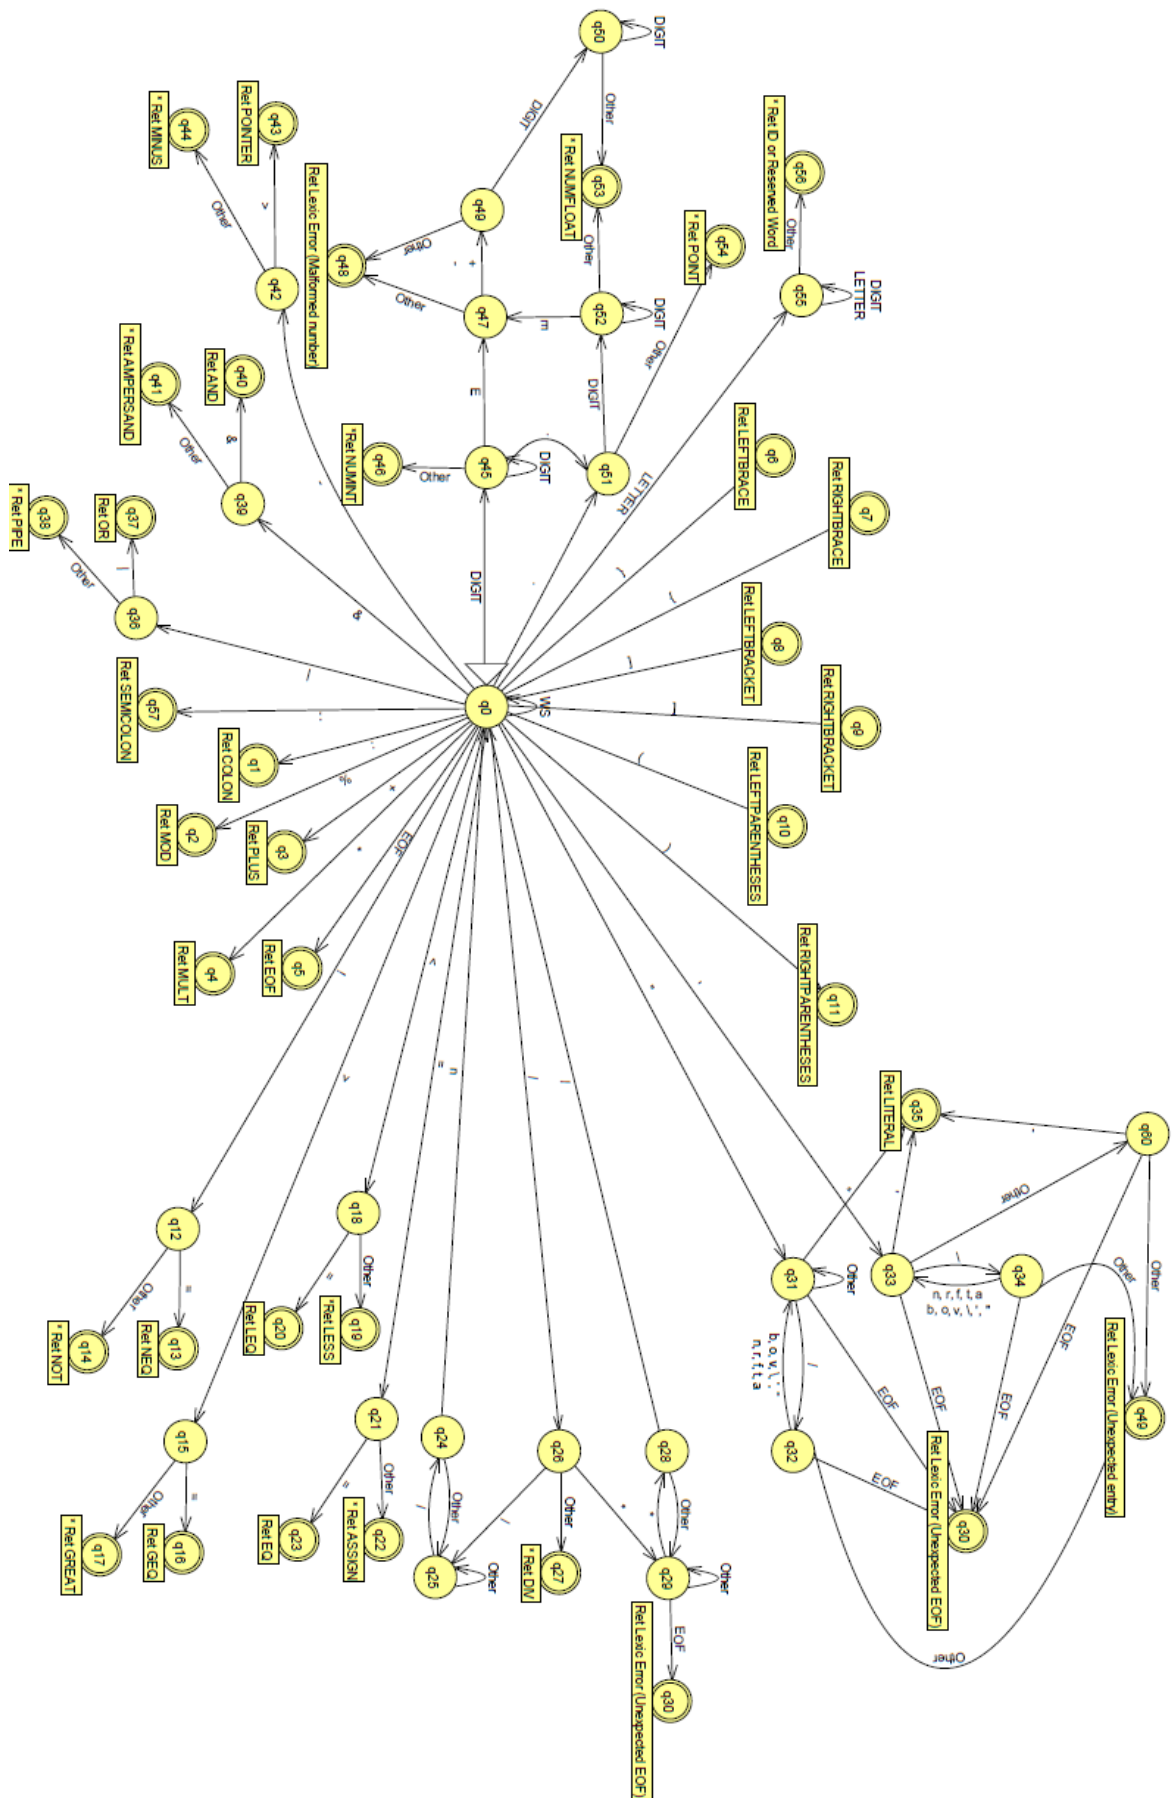 DIGIT
q50
Other
DIGIT
Ret POINTER
q43
* Ret MINUS
q44
>
Other
q42
-
Ret Lexic Error (Malformed number)
q48
Other
q49
+
-
Other
q47
* Ret NUMFLOAT
q53
Other
DIGIT
q52
E
DIGIT
* Ret POINT
q54
Other
* Ret ID or Reserved Word
q56
Other
q55
DIGIT
LETTER
E
*Ret NUMINT
q46
Other
q45
DIGIT
.
q51
.
LETTER
DIGIT
Ret AND
q40
* Ret AMPERSAND
q41
&
Other
q39
&
Ret OR
q37
* Ret PIPE
q38
|
Other
q36
|
Ret LEFTBRACE
q6
{
Ret RIGHTBRACE
q7
}
Ret LEFTBRACKET
q8
[
Ret RIGHTBRACKET
q9
]
Ret LEFTPARENTHESES
q10
(
Ret RIGHTPARENTHESES
q11
)
q0
WS
Ret SEMICOLON
q57
;
Ret COLON
q1
:
Ret MOD
q2
%
Ret PLUS
q3
+
Ret MULT
q4
*
Ret EOF
q5
EOF
!
q12
=
Other
Ret NEQ
q13
* Ret NOT
q14
>
q15
=
Other
Ret GEQ
q16
* Ret GREAT
q17
<
q18
Other
=
*Ret LESS
q19
Ret LEQ
q20
=
q21
Other
=
* Ret ASSIGN
q22
Ret EQ
q23
n
q24
Other
/
q25
Other
/
q26
/
Other
*
* Ret DIV
q27
/
q28
Other
*
q29
Other
EOF
Ret Lexic Error (Unexpected EOF)
q30
"
q31
Other
"
EOF
\
b, o, v, \, ', "
n, r, f, t, a
q32
EOF
Other
'
q33
'
Other
EOF
\
n, r, f, t, a
b, o, v, \, ', "
q34
Other
EOF
Ret LITERAL
q35
q60
'
Other
EOF
Ret Lexic Error (Unexpected entry)
q49
Ret Lexic Error (Unexpected EOF)
q30